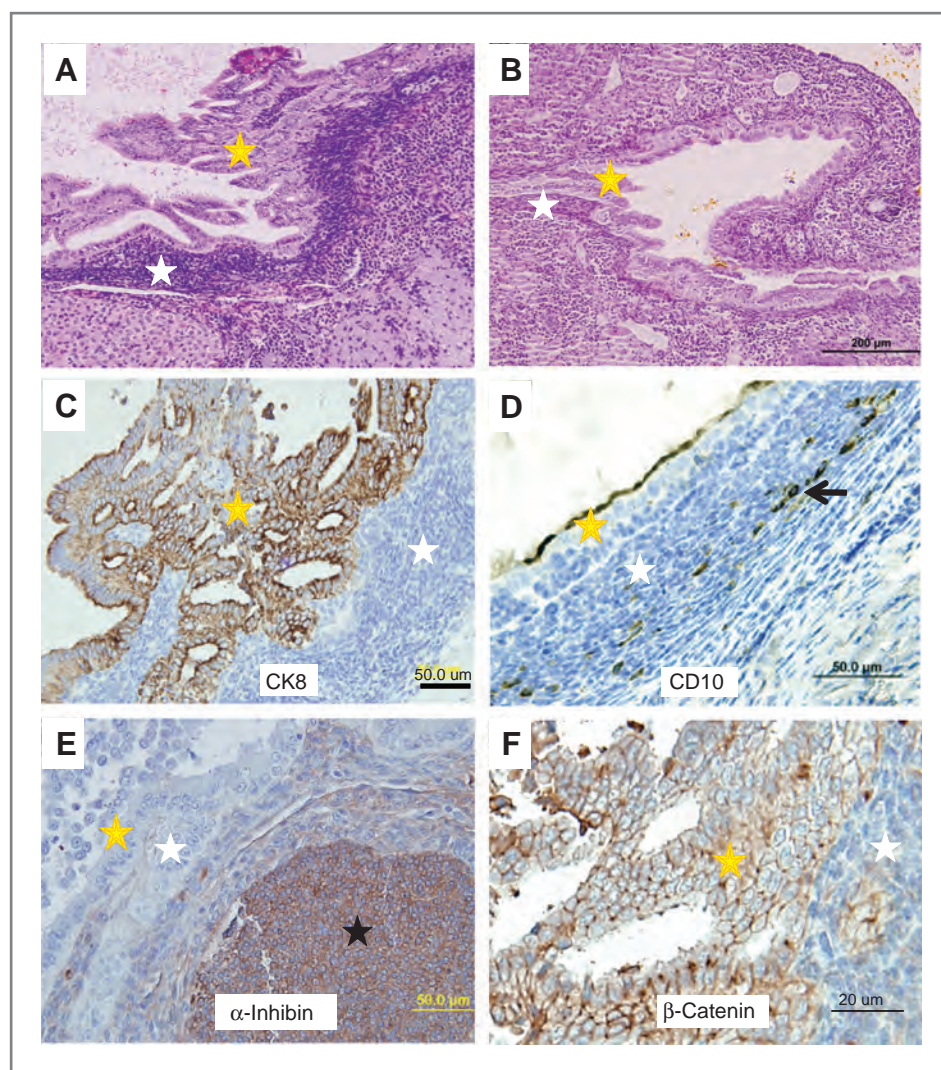 A
B
200 µm
C
D
50.0 um
CK8
50.0 µm
CD10
E
F
50.0 µm
α-Inhibin
β-Catenin
20 um